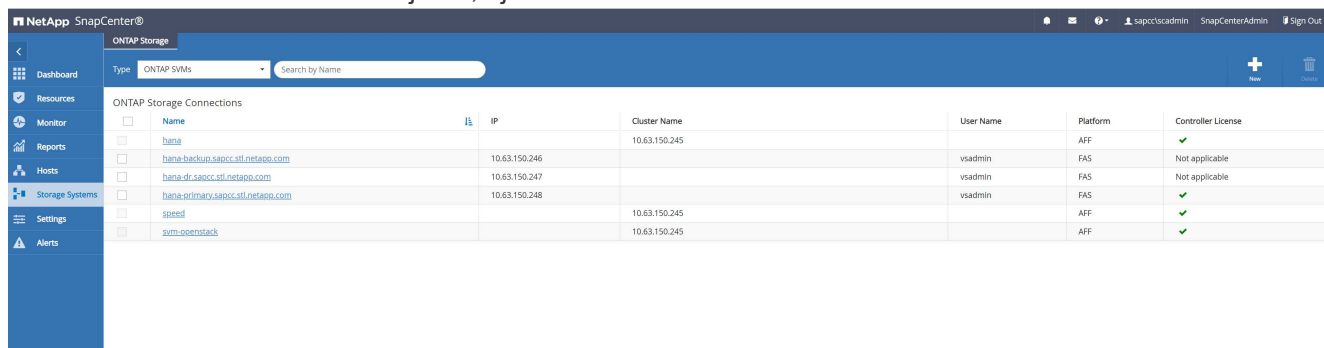 NetApp SnapCenter®
sapcc\scadmin SnapCenterAdmin Sign Out
ONTAP Storage
Type ONTAP SVMs Search by Name
New Delete
Dashboard
Resources
Monitor
Reports
Hosts
Storage Systems
Settings
Alerts
ONTAP Storage Connections
Name IP Cluster Name User Name Platform Controller License
hana 10.63.150.245 AFF
hana-backup.sapcc.stl.netapp.com 10.63.150.246 vsadmin FAS Not applicable
hana-dr.sapcc.stl.netapp.com 10.63.150.247 vsadmin FAS Not applicable
hana-primary.sapcc.stl.netapp.com 10.63.150.248 vsadmin FAS
speed 10.63.150.245 AFF
svm-openstack 10.63.150.245 AFF